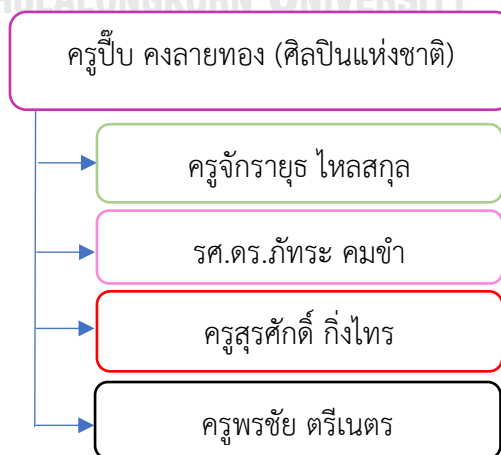 CHULALONGKORN UNIVERSITY
ครูปี๊บ คงลายทอง (ศิลปินแห่งชาติ)
ครูจักรายุธ ไหลสกุล
รศ.ดร.ภัทระ คมขำ
ครูสุรศักดิ์ กิ่งไทร
ครูพรชัย ตรีเนตร